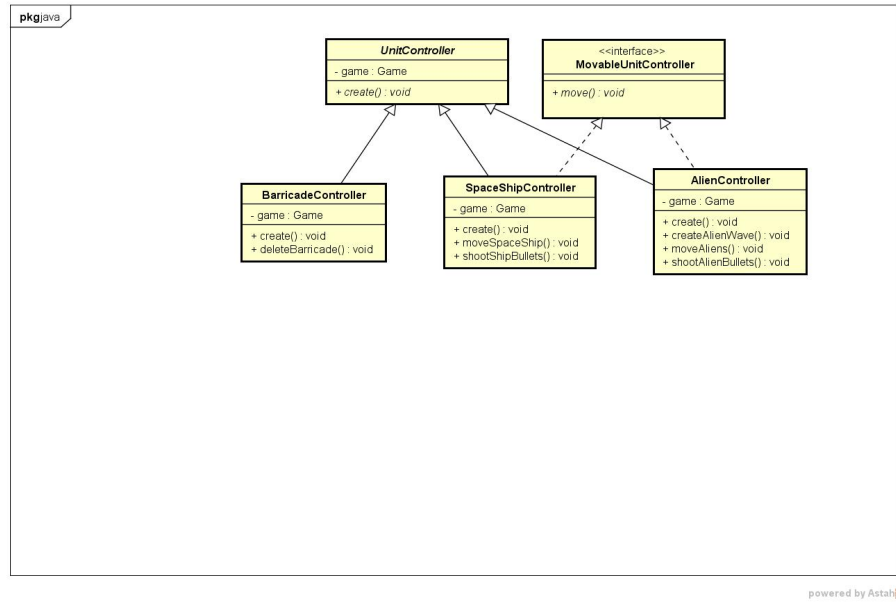 pkg java
UnitController
- game : Game
+ create() : void
<<interface>>
MovableUnitController
+ move() : void
BarricadeController
- game : Game
+ create() : void
+ deleteBarricade() : void
SpaceShipController
- game : Game
+ create() : void
+ moveSpaceShip() : void
+ shootShipBullets() : void
AlienController
- game : Game
+ create() : void
+ createAlienWave() : void
+ moveAliens() : void
+ shootAlienBullets() : void
powered by Astah